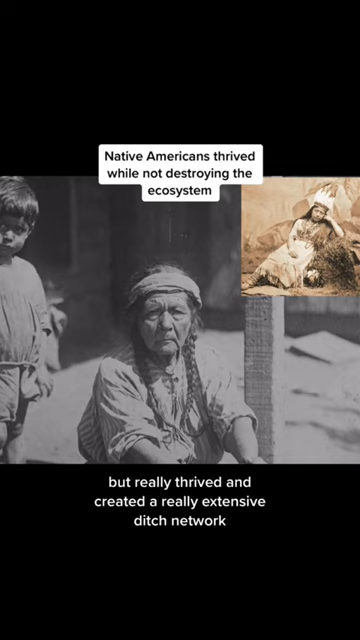 Native Americans thrived
while not destroying the
ecosystem
but really thrived and
created a really extensive
ditch network